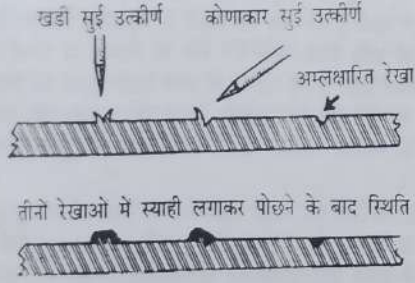 खडी सुई उत्कीर्ण
कोणाकार सुई उत्कीर्ण
अम्लक्षारित रेखा
तीनों रेखाओ में स्याही लगाकर पोछने के बाद स्थिति